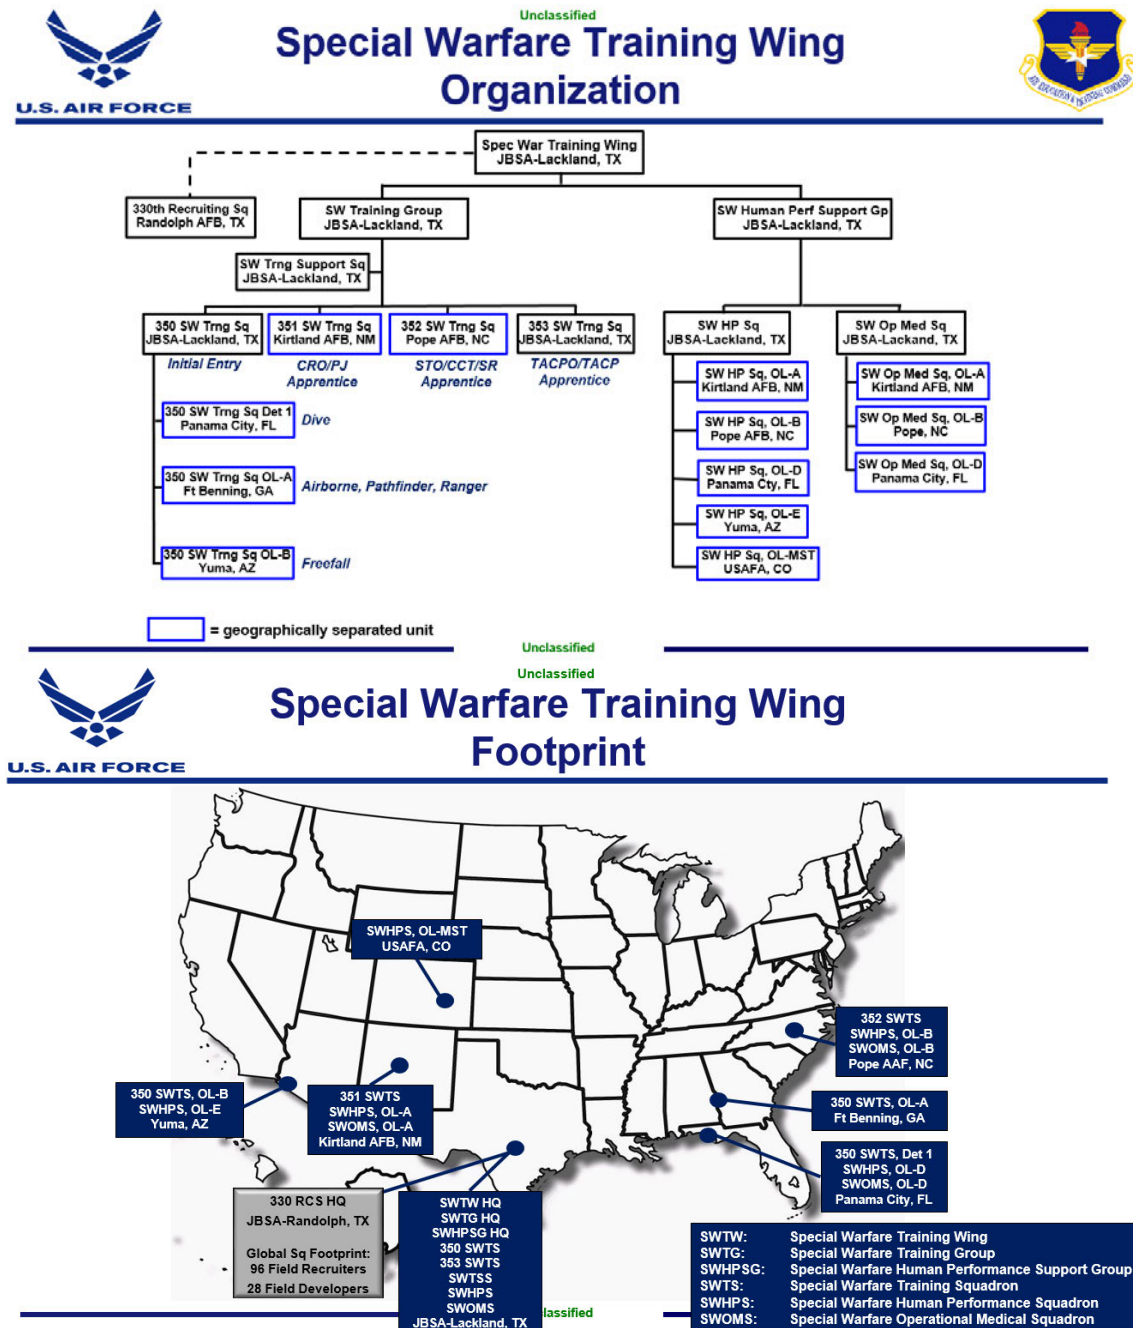 Unclassified
Special Warfare Training Wing
Organization
U.S. AIR FORCE
AIR EDUCATION & TRAINING COMMAND
Spec War Training Wing
JBSA-Lackland, TX
330th Recruiting Sq
Randolph AFB, TX
SW Training Group
JBSA-Lackland, TX
SW Human Perf Support Gp
JBSA-Lackland, TX
SW Trng Support Sq
JBSA-Lackland, TX
350 SW Trng Sq
JBSA-Lackland, TX
Initial Entry
351 SW Trng Sq
Kirtland AFB, NM
CRO/PJ
Apprentice
352 SW Trng Sq
Pope AFB, NC
STO/CCT/SR
Apprentice
353 SW Trng Sq
JBSA-Lackland, TX
TACPO/TACP
Apprentice
SW HP Sq
JBSA-Lackland, TX
SW Op Med Sq
JBSA-Lackland, TX
350 SW Trng Sq Det 1
Panama City, FL
Dive
350 SW Trng Sq OL-A
Ft Benning, GA
Airborne, Pathfinder, Ranger
350 SW Trng Sq OL-B
Yuma, AZ
Freefall
SW HP Sq, OL-A
Kirtland AFB, NM
SW HP Sq, OL-B
Pope AFB, NC
SW HP Sq, OL-D
Panama Cty, FL
SW HP Sq, OL-E
Yuma, AZ
SW HP Sq, OL-MST
USAFA, CO
SW Op Med Sq, OL-A
Kirtland AFB, NM
SW Op Med Sq, OL-B
Pope, NC
SW Op Med Sq, OL-D
Panama City, FL
= geographically separated unit
Unclassified
Unclassified
Special Warfare Training Wing
Footprint
U.S. AIR FORCE
SWHPS, OL-MST
USAFA, CO
352 SWTS
SWHPS, OL-B
SWOMS, OL-B
Pope AAF, NC
350 SWTS, OL-B
SWHPS, OL-E
Yuma, AZ
351 SWTS
SWHPS, OL-A
SWOMS, OL-A
Kirtland AFB, NM
350 SWTS, OL-A
Ft Benning, GA
350 SWTS, Det 1
SWHPS, OL-D
SWOMS, OL-D
Panama City, FL
330 RCS HQ
JBSA-Randolph, TX
Global Sq Footprint:
96 Field Recruiters
28 Field Developers
SWTW HQ
SWTG HQ
SWHPSG HQ
350 SWTS
353 SWTS
SWTSS
SWHPS
SWOMS
JBSA-Lackland, TX
classified
SWTW: Special Warfare Training Wing
SWTG: Special Warfare Training Group
SWHPSG: Special Warfare Human Performance Support Group
SWTS: Special Warfare Training Squadron
SWHPS: Special Warfare Human Performance Squadron
SWOMS: Special Warfare Operational Medical Squadron